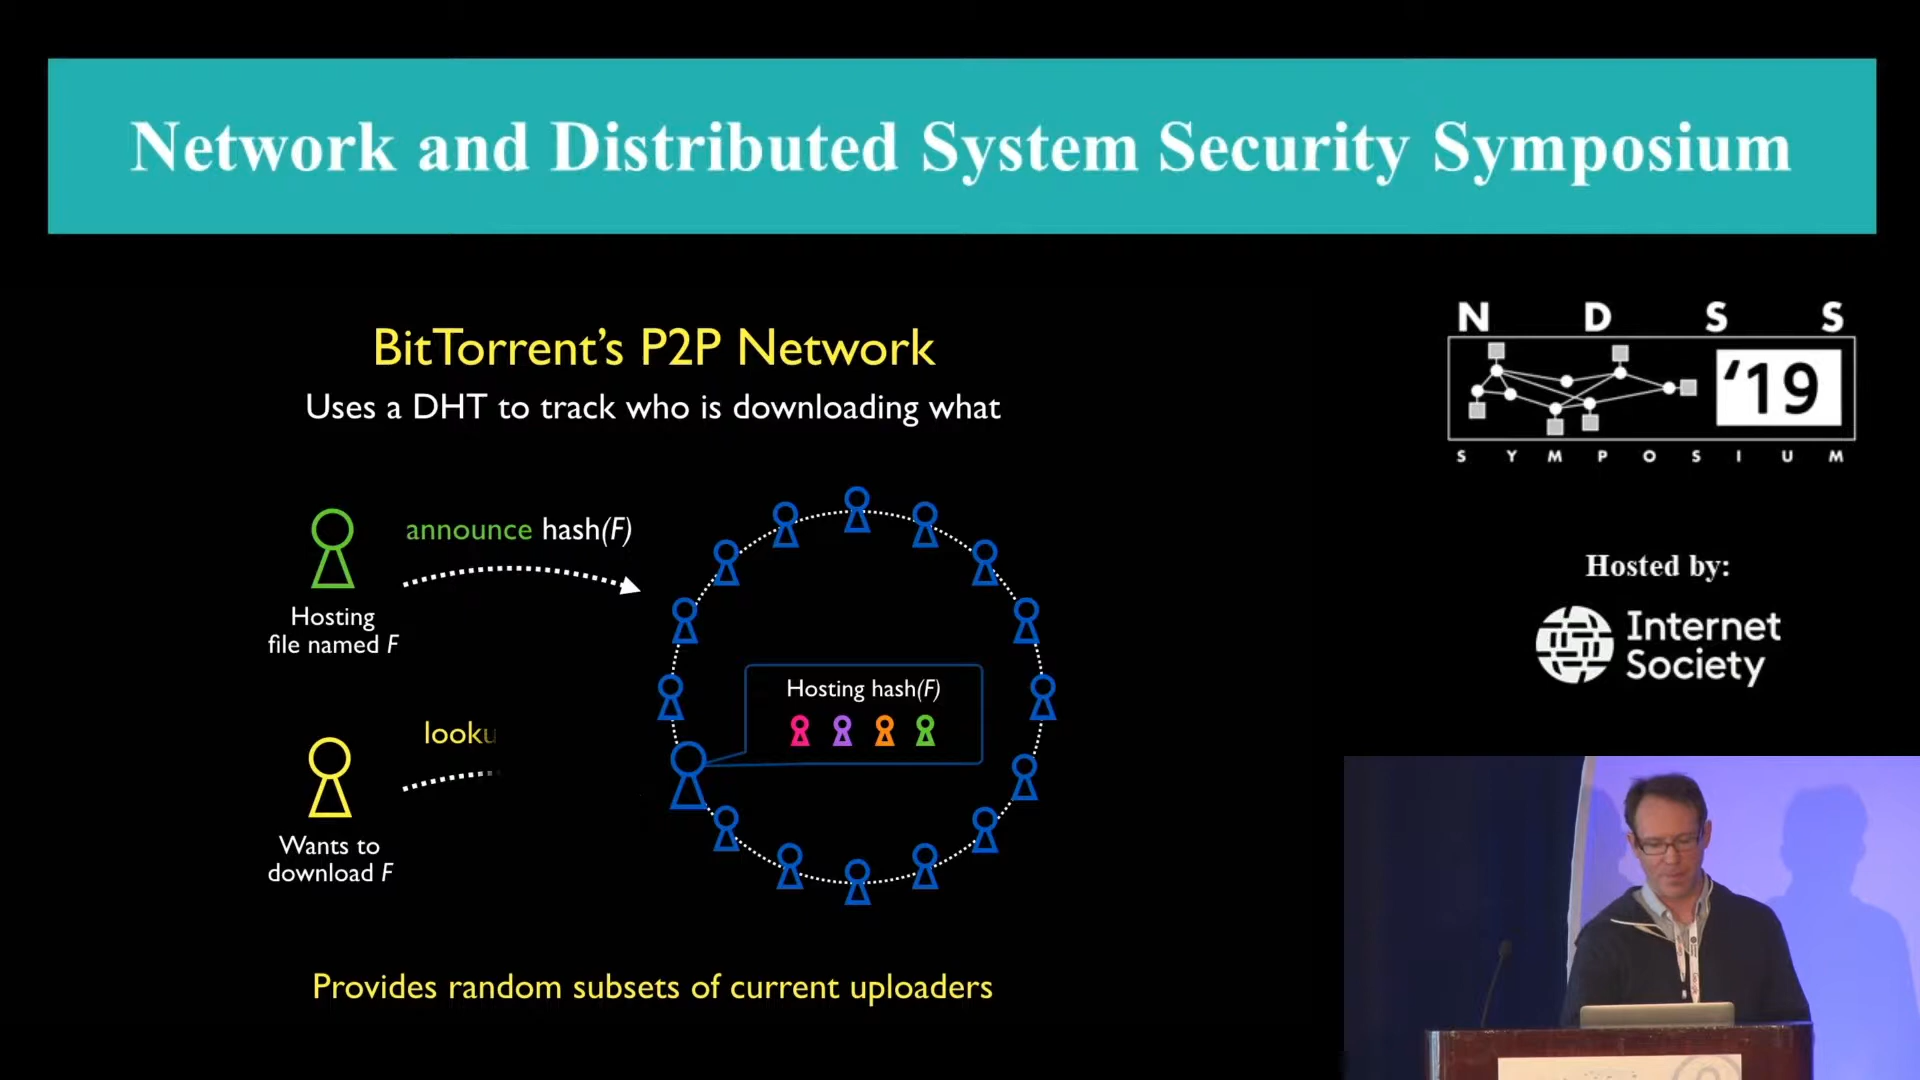 Network and Distributed System Security Symposium
N D S S
'19
S Y M P O S I U M
BitTorrent's P2P Network
Uses a DHT to track who is downloading what
announce hash(F)
Hosting
file named F
Hosting hash(F)
looku
Wants to
download F
Provides random subsets of current uploaders
Hosted by:
Internet
Society